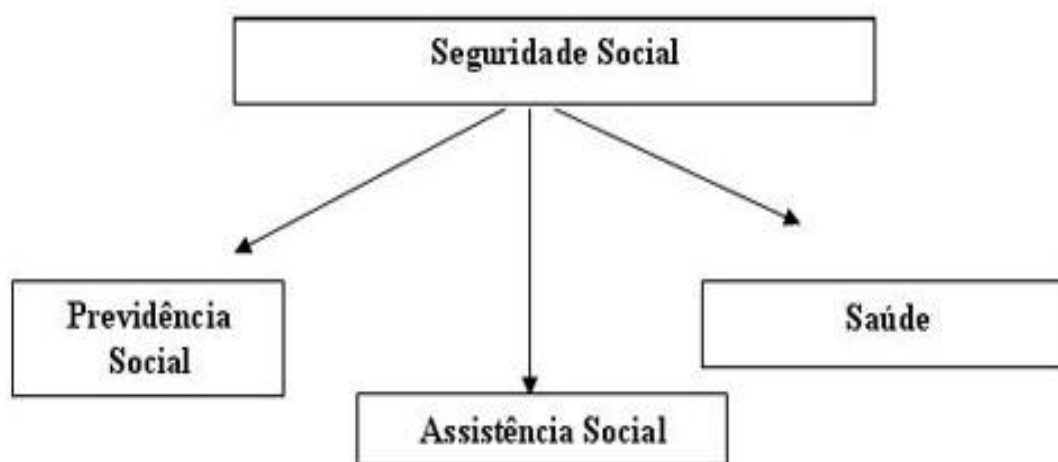 Seguridade Social
Previdência
Social
Saúde
Assistência Social